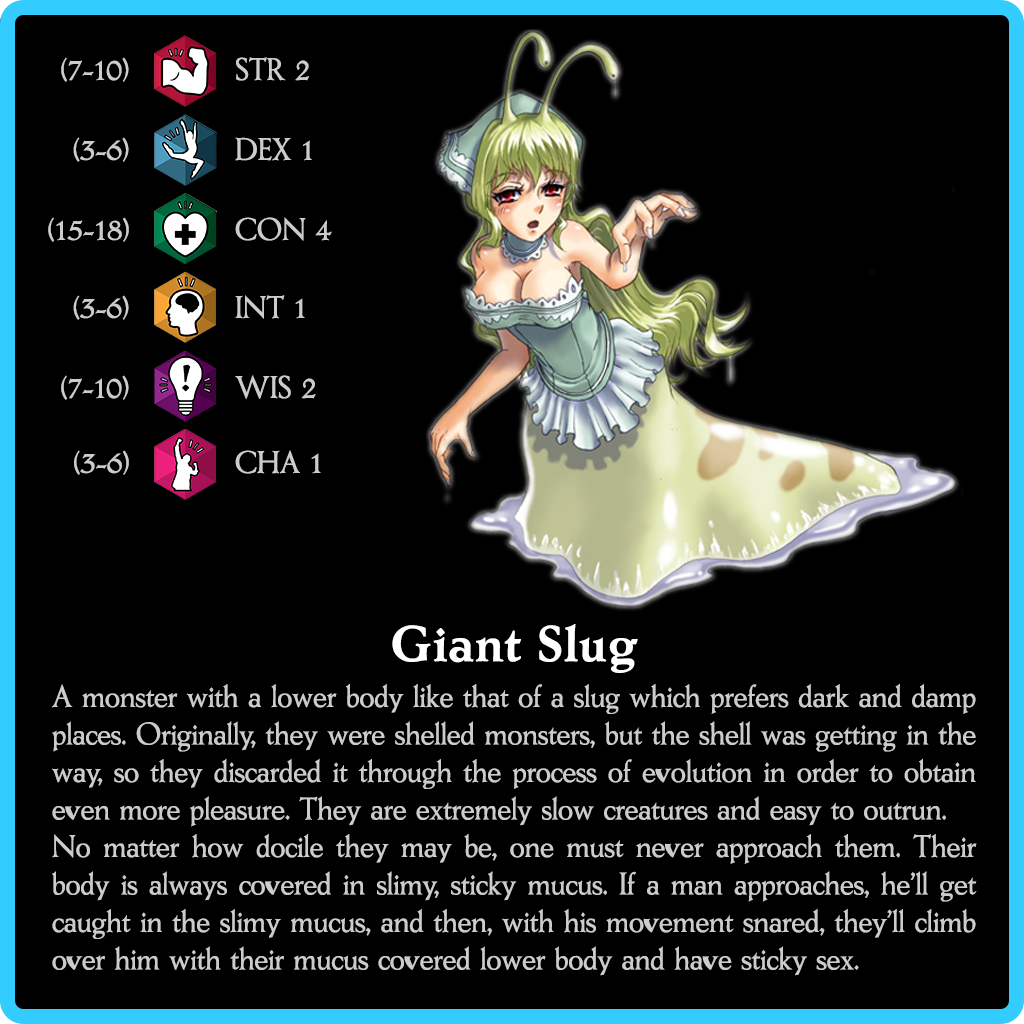 (7-10) STR 2
(3-6) DEX 1
(15-18) CON 4
(3-6) INT 1
(7-10) WIS 2
(3-6) CHA 1
Giant Slug
A monster with a lower body like that of a slug which prefers dark and damp
places. Originally, they were shelled monsters, but the shell was getting in the
way, so they discarded it through the process of evolution in order to obtain
even more pleasure. They are extremely slow creatures and easy to outrun.
No matter how docile they may be, one must never approach them. Their
body is always covered in slimy, sticky mucus. If a man approaches, he'll get
caught in the slimy mucus, and then, with his movement snared, they'll climb
over him with their mucus covered lower body and have sticky sex.